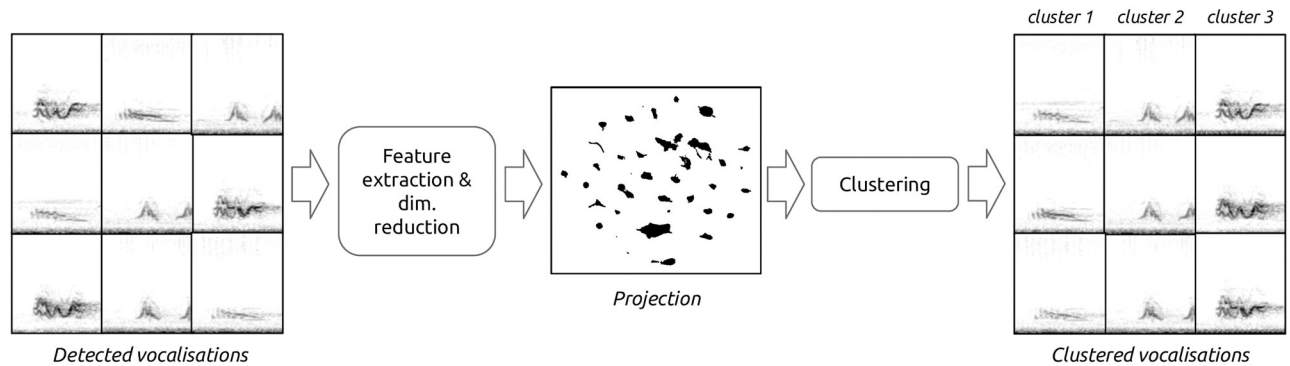 cluster 1
cluster 2
cluster 3
Feature
extraction &
dim.
reduction
Clustering
Projection
Detected vocalisations
Clustered vocalisations